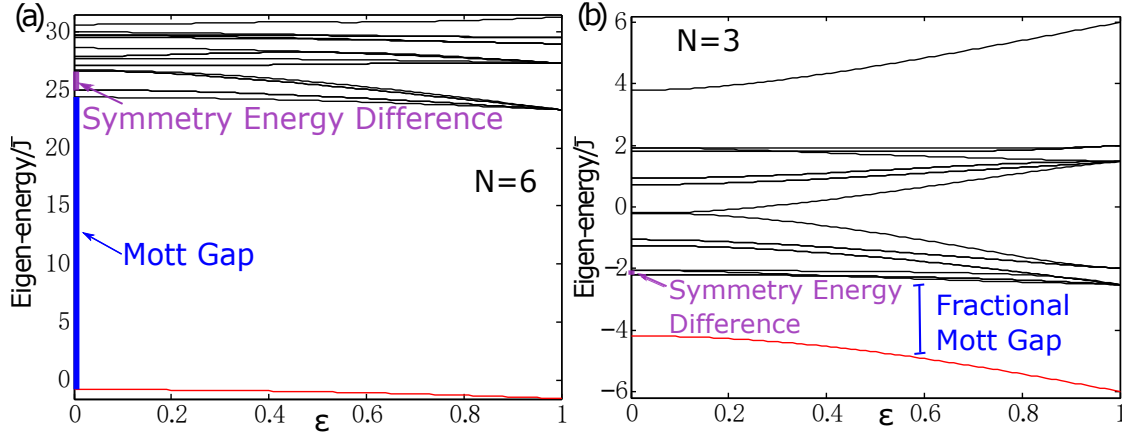 (a)
30
25
20
15
10
5
0
Eigen-energy/J̄
Symmetry Energy Difference
N=6
Mott Gap
0
0.2
0.4
0.6
0.8
1
ε
(b)
6
4
2
0
−2
−4
−6
Eigen-energy/J̄
N=3
Symmetry Energy
Difference
Fractional
Mott Gap
0
0.2
0.4
0.6
0.8
1
ε